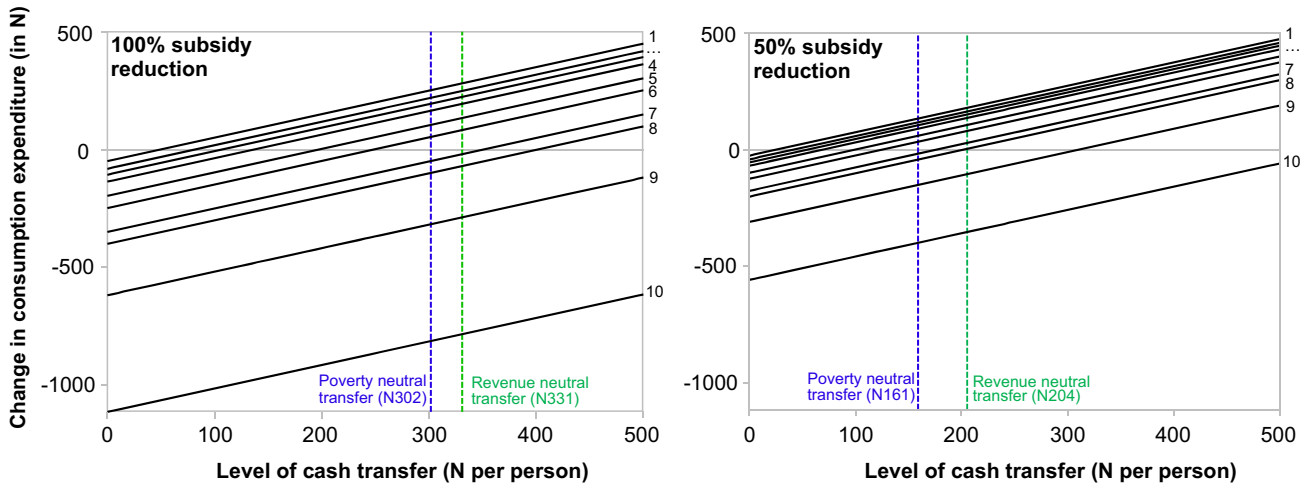 Change in consumption expenditure (in N)
500
0
-500
-1000
100% subsidy
reduction
1
...
4
5
6
7
8
9
10
Poverty neutral
transfer (N302)
Revenue neutral
transfer (N331)
0 100 200 300 400 500
Level of cash transfer (N per person)
500
0
-500
-1000
50% subsidy
reduction
1
...
7
8
9
10
Poverty neutral
transfer (N161)
Revenue neutral
transfer (N204)
0 100 200 300 400 500
Level of cash transfer (N per person)